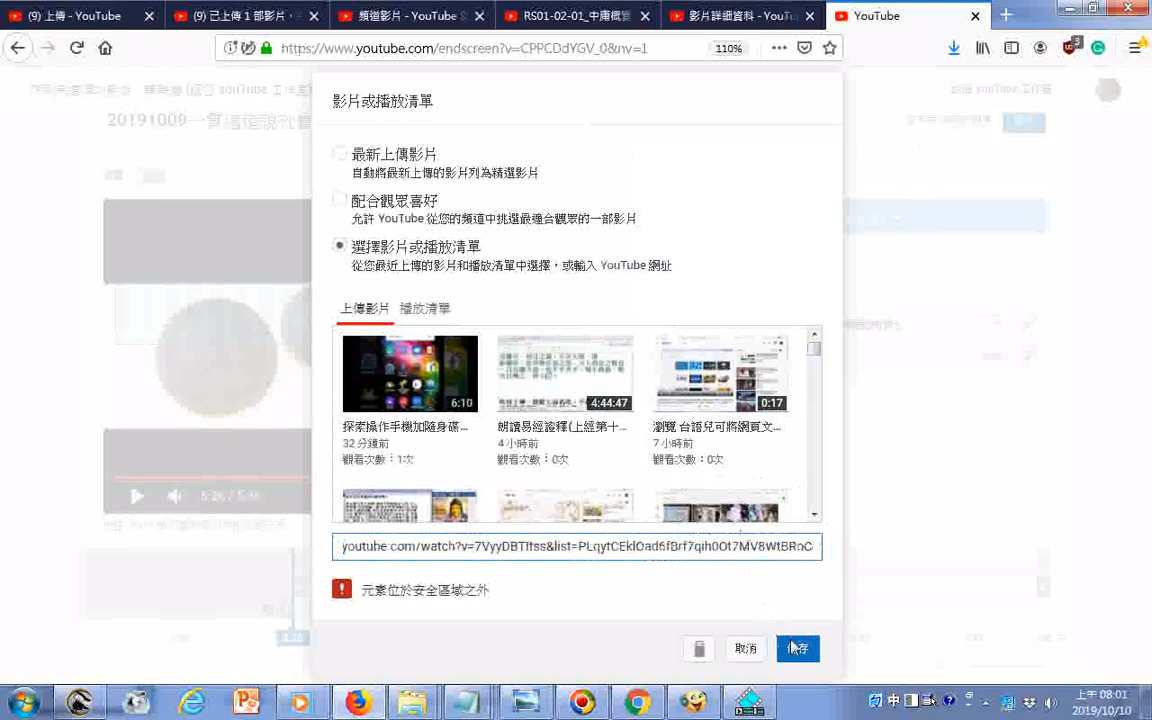 (9) 上傳 - YouTube
(9) 已上傳 1 部影片，
頻道影片 - YouTube S
RS01-02-01_中庸概
影片詳細資料 - YouTu
YouTube
https://www.youtube.com/endscreen?v=CPPCDdYGV_0&nv=1
110%
影片或播放清單
最新上傳影片
自動將最新上傳的影片列為精選影片
配合觀眾喜好
允許 YouTube 從您的頻道中挑選最適合觀眾的一部影片
選擇影片或播放清單
從您最近上傳的影片和播放清單中選擇，或輸入 YouTube 網址
上傳影片 播放清單
6:10
4:44:47
0:17
探索操作手機加隨身碟...
朗讀易經證釋(上經第十...
瀏覽 台語兒可將網頁文...
32 分鐘前
4 小時前
7 小時前
觀看次數：1次
觀看次數：0次
觀看次數：0次
元素位於安全區域之外
取消
儲存
5:26 / 5:46
中
上午 08:01
2019/10/10